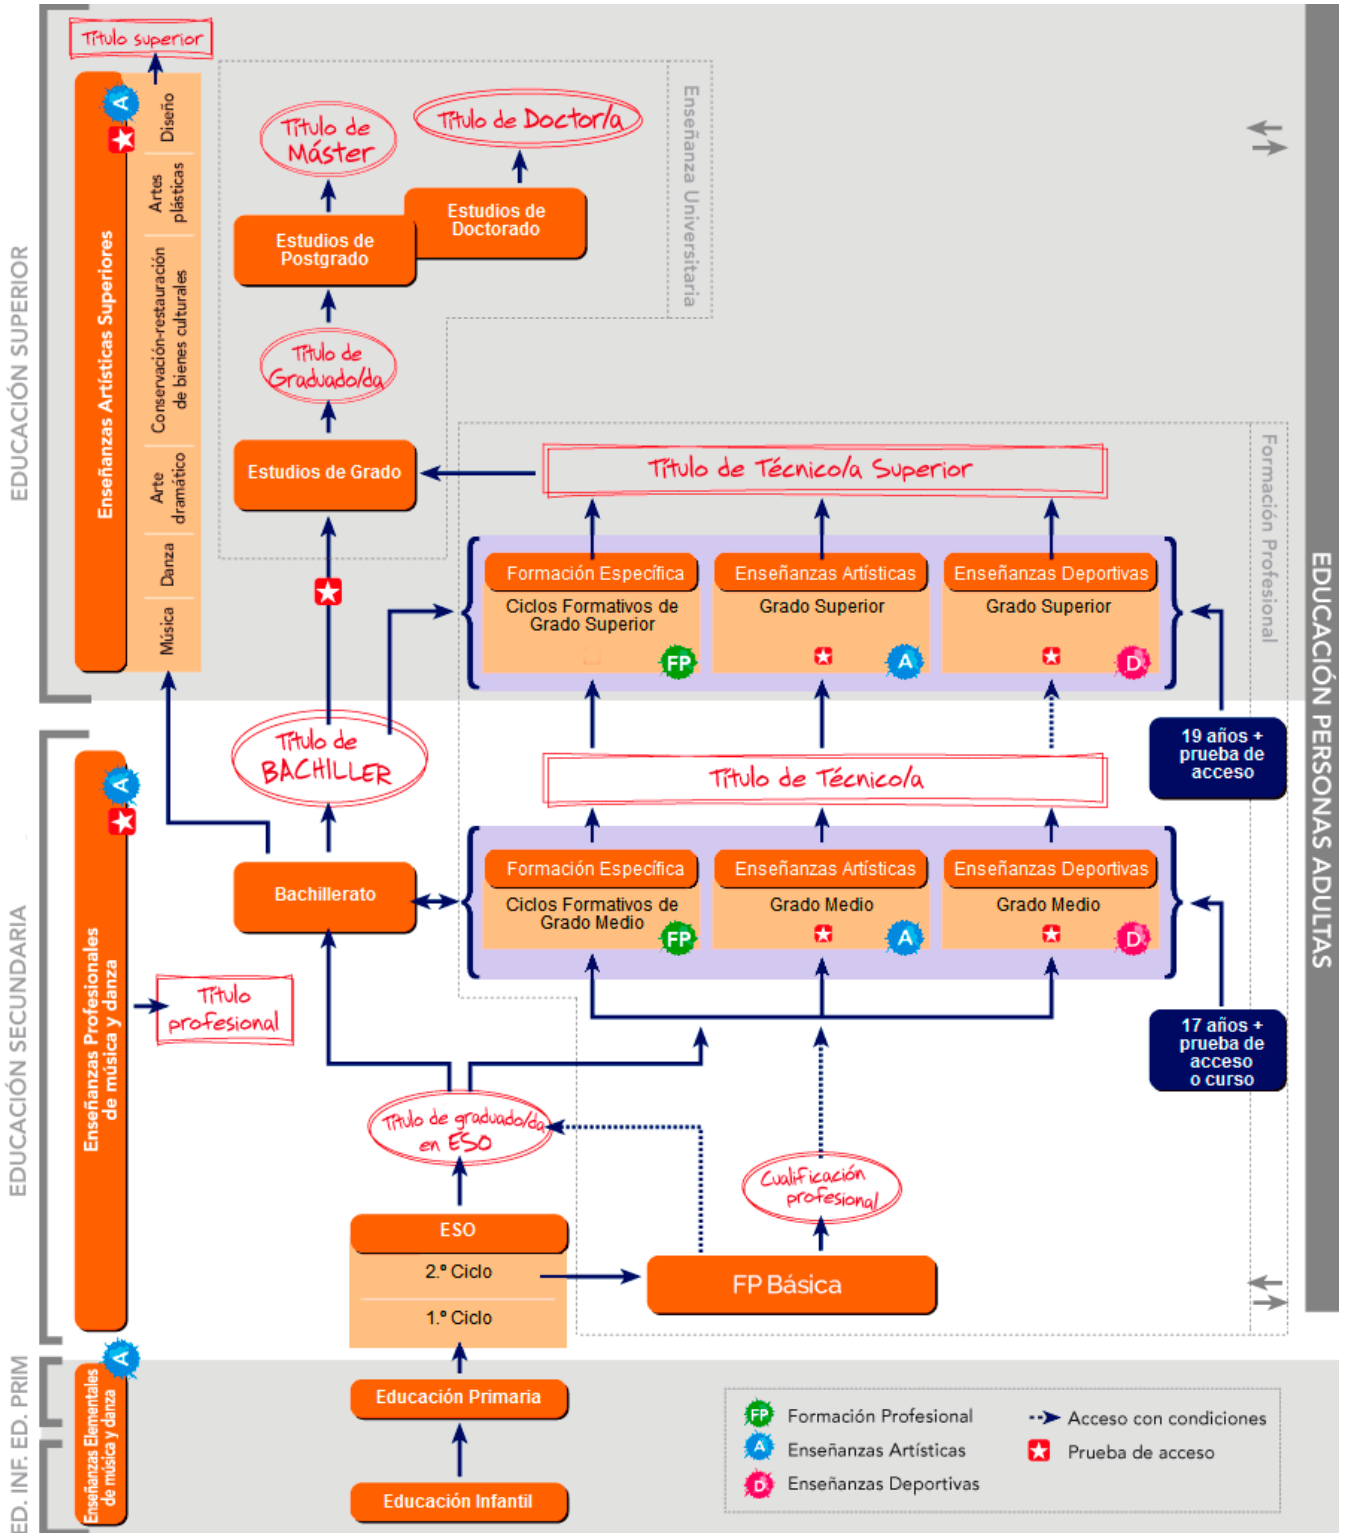 EDUCACIÓN SUPERIOR
Título superior
Enseñanzas Artísticas Superiores
A
Diseño
Artes
plásticas
Conservación-restauración
de bienes culturales
Arte
dramático
Danza
Música
Enseñanza Universitaria
Título de
Máster
Título de Doctor/a
Estudios de
Doctorado
Estudios de
Postgrado
Título de
Graduado/da
Estudios de Grado
Formación Profesional
Título de Técnico/a Superior
Formación Específica
Ciclos Formativos de
Grado Superior
FP
Enseñanzas Artísticas
Grado Superior
A
Enseñanzas Deportivas
Grado Superior
D
19 años +
prueba de
acceso
EDUCACIÓN PERSONAS ADULTAS
EDUCACIÓN SECUNDARIA
Enseñanzas Profesionales
de música y danza
A
Título
profesional
Título de
BACHILLER
Bachillerato
Título de Técnico/a
Formación Específica
Ciclos Formativos de
Grado Medio
FP
Enseñanzas Artísticas
Grado Medio
A
Enseñanzas Deportivas
Grado Medio
D
17 años +
prueba de
acceso
o curso
Título de graduado/da
en ESO
Cualificación
profesional
ESO
2.º Ciclo
1.º Ciclo
FP Básica
ED. PRIM
ED. INF.
Enseñanzas Elementales
de música y danza
A
Educación Primaria
Educación Infantil
FP Formación Profesional
A Enseñanzas Artísticas
D Enseñanzas Deportivas
Acceso con condiciones
Prueba de acceso